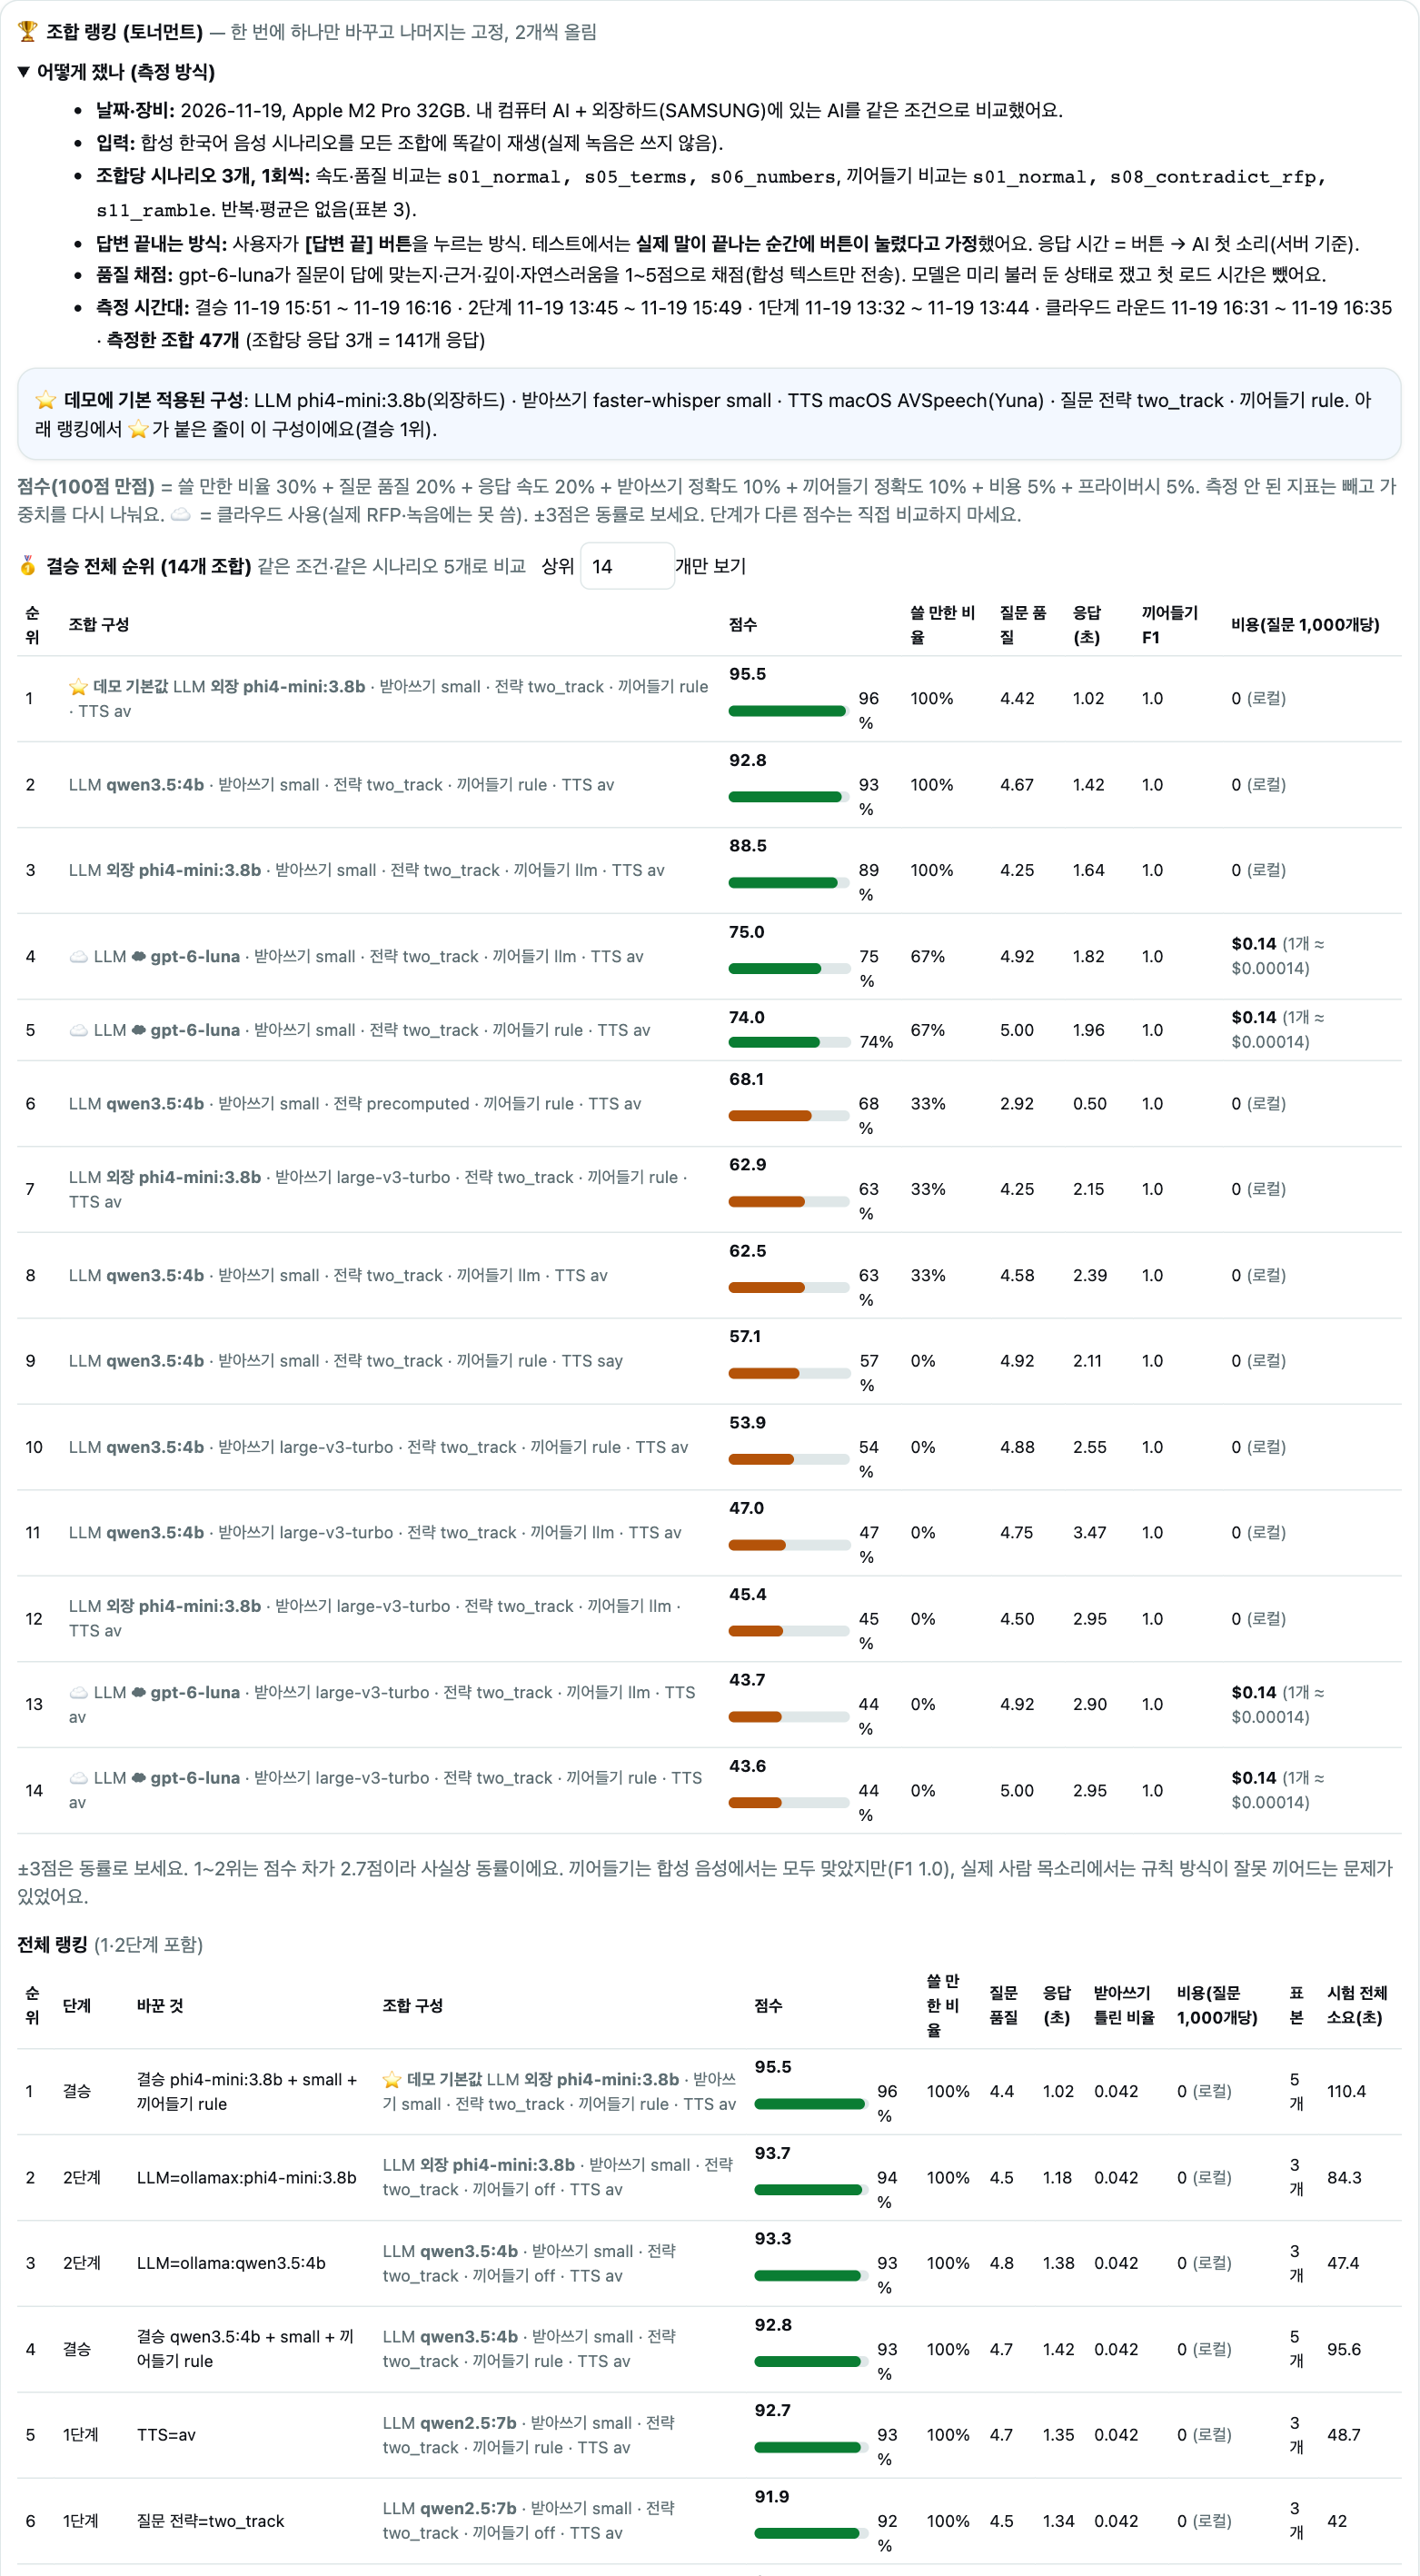 🏆 조합 랭킹 (토너먼트) — 한 번에 하나만 바꾸고 나머지는 고정, 2개씩 올림
▼ 어떻게 쟀나 (측정 방식)
• 날짜·장비: 2026-11-19, Apple M2 Pro 32GB. 내 컴퓨터 AI + 외장하드(SAMSUNG)에 있는 AI를 같은 조건으로 비교했어요.
• 입력: 합성 한국어 음성 시나리오를 모든 조합에 똑같이 재생(실제 녹음은 쓰지 않음).
• 조합당 시나리오 3개, 1회씩: 속도·품질 비교는 s01_normal, s05_terms, s06_numbers, 끼어들기 비교는 s01_normal, s08_contradict_rfp,
s11_ramble. 반복·평균은 없음(표본 3).
• 답변 끝내는 방식: 사용자가 [답변 끝] 버튼을 누르는 방식. 테스트에서는 실제 말이 끝나는 순간에 버튼이 눌렸다고 가정했어요. 응답 시간 = 버튼 → AI 첫 소리(서버 기준).
• 품질 채점: gpt-6-luna가 질문이 답에 맞는지·근거·깊이·자연스러움을 1~5점으로 채점(합성 텍스트만 전송). 모델은 미리 불러 둔 상태로 쟀고 첫 로드 시간은 뺐어요.
• 측정 시간대: 결승 11-19 15:51 ~ 11-19 16:16 · 2단계 11-19 13:45 ~ 11-19 15:49 · 1단계 11-19 13:32 ~ 11-19 13:44 · 클라우드 라운드 11-19 16:31 ~ 11-19 16:35
· 측정한 조합 47개 (조합당 응답 3개 = 141개 응답)
⭐ 데모에 기본 적용된 구성: LLM phi4-mini:3.8b(외장하드) · 받아쓰기 faster-whisper small · TTS macOS AVSpeech(Yuna) · 질문 전략 two_track · 끼어들기 rule. 아
래 랭킹에서 ⭐가 붙은 줄이 이 구성이에요(결승 1위).
점수(100점 만점) = 쓸 만한 비율 30% + 질문 품질 20% + 응답 속도 20% + 받아쓰기 정확도 10% + 끼어들기 정확도 10% + 비용 5% + 프라이버시 5%. 측정 안 된 지표는 빼고 가
중치를 다시 나눠요. ☁️ = 클라우드 사용(실제 RFP·녹음에는 못 씀). ±3점은 동률로 보세요. 단계가 다른 점수는 직접 비교하지 마세요.
🥇 결승 전체 순위 (14개 조합) 같은 조건·같은 시나리오 5개로 비교 상위 14 개만 보기
순위 조합 구성 점수 쓸 만한 비율 질문 품질 응답(초) 끼어들기 F1 비용(질문 1,000개당)
1 ⭐ 데모 기본값 LLM 외장 phi4-mini:3.8b · 받아쓰기 small · 전략 two_track · 끼어들기 rule · TTS av 95.5 96% 100% 4.42 1.02 1.0 0 (로컬)
2 LLM qwen3.5:4b · 받아쓰기 small · 전략 two_track · 끼어들기 rule · TTS av 92.8 93% 100% 4.67 1.42 1.0 0 (로컬)
3 LLM 외장 phi4-mini:3.8b · 받아쓰기 small · 전략 two_track · 끼어들기 llm · TTS av 88.5 89% 100% 4.25 1.64 1.0 0 (로컬)
4 ☁️ LLM ☁ gpt-6-luna · 받아쓰기 small · 전략 two_track · 끼어들기 llm · TTS av 75.0 75% 67% 4.92 1.82 1.0 $0.14 (1개 ≈ $0.00014)
5 ☁️ LLM ☁ gpt-6-luna · 받아쓰기 small · 전략 two_track · 끼어들기 rule · TTS av 74.0 74% 67% 5.00 1.96 1.0 $0.14 (1개 ≈ $0.00014)
6 LLM qwen3.5:4b · 받아쓰기 small · 전략 precomputed · 끼어들기 rule · TTS av 68.1 68% 33% 2.92 0.50 1.0 0 (로컬)
7 LLM 외장 phi4-mini:3.8b · 받아쓰기 large-v3-turbo · 전략 two_track · 끼어들기 rule · TTS av 62.9 63% 33% 4.25 2.15 1.0 0 (로컬)
8 LLM qwen3.5:4b · 받아쓰기 small · 전략 two_track · 끼어들기 llm · TTS av 62.5 63% 33% 4.58 2.39 1.0 0 (로컬)
9 LLM qwen3.5:4b · 받아쓰기 small · 전략 two_track · 끼어들기 rule · TTS say 57.1 57% 0% 4.92 2.11 1.0 0 (로컬)
10 LLM qwen3.5:4b · 받아쓰기 large-v3-turbo · 전략 two_track · 끼어들기 rule · TTS av 53.9 54% 0% 4.88 2.55 1.0 0 (로컬)
11 LLM qwen3.5:4b · 받아쓰기 large-v3-turbo · 전략 two_track · 끼어들기 llm · TTS av 47.0 47% 0% 4.75 3.47 1.0 0 (로컬)
12 LLM 외장 phi4-mini:3.8b · 받아쓰기 large-v3-turbo · 전략 two_track · 끼어들기 llm · TTS av 45.4 45% 0% 4.50 2.95 1.0 0 (로컬)
13 ☁️ LLM ☁ gpt-6-luna · 받아쓰기 large-v3-turbo · 전략 two_track · 끼어들기 llm · TTS av 43.7 44% 0% 4.92 2.90 1.0 $0.14 (1개 ≈ $0.00014)
14 ☁️ LLM ☁ gpt-6-luna · 받아쓰기 large-v3-turbo · 전략 two_track · 끼어들기 rule · TTS av 43.6 44% 0% 5.00 2.95 1.0 $0.14 (1개 ≈ $0.00014)
±3점은 동률로 보세요. 1~2위는 점수 차가 2.7점이라 사실상 동률이에요. 끼어들기는 합성 음성에서는 모두 맞았지만(F1 1.0), 실제 사람 목소리에서는 규칙 방식이 잘못 끼어드는 문제가
있었어요.
전체 랭킹 (1·2단계 포함)
순위 단계 바꾼 것 조합 구성 점수 쓸 만한 비율 질문 품질 응답(초) 받아쓰기 틀린 비율 비용(질문 1,000개당) 표본 시험 전체 소요(초)
1 결승 결승 phi4-mini:3.8b + small + 끼어들기 rule ⭐ 데모 기본값 LLM 외장 phi4-mini:3.8b · 받아쓰기 small · 전략 two_track · 끼어들기 rule · TTS av 95.5 96% 100% 4.4 1.02 0.042 0 (로컬) 5개 110.4
2 2단계 LLM=ollamax:phi4-mini:3.8b LLM 외장 phi4-mini:3.8b · 받아쓰기 small · 전략 two_track · 끼어들기 off · TTS av 93.7 94% 100% 4.5 1.18 0.042 0 (로컬) 3개 84.3
3 2단계 LLM=ollama:qwen3.5:4b LLM qwen3.5:4b · 받아쓰기 small · 전략 two_track · 끼어들기 off · TTS av 93.3 93% 100% 4.8 1.38 0.042 0 (로컬) 3개 47.4
4 결승 결승 qwen3.5:4b + small + 끼어들기 rule LLM qwen3.5:4b · 받아쓰기 small · 전략 two_track · 끼어들기 rule · TTS av 92.8 93% 100% 4.7 1.42 0.042 0 (로컬) 5개 95.6
5 1단계 TTS=av LLM qwen2.5:7b · 받아쓰기 small · 전략 two_track · 끼어들기 rule · TTS av 92.7 93% 100% 4.7 1.35 0.042 0 (로컬) 3개 48.7
6 1단계 질문 전략=two_track LLM qwen2.5:7b · 받아쓰기 small · 전략 two_track · 끼어들기 off · TTS av 91.9 92% 100% 4.5 1.34 0.042 0 (로컬) 3개 42